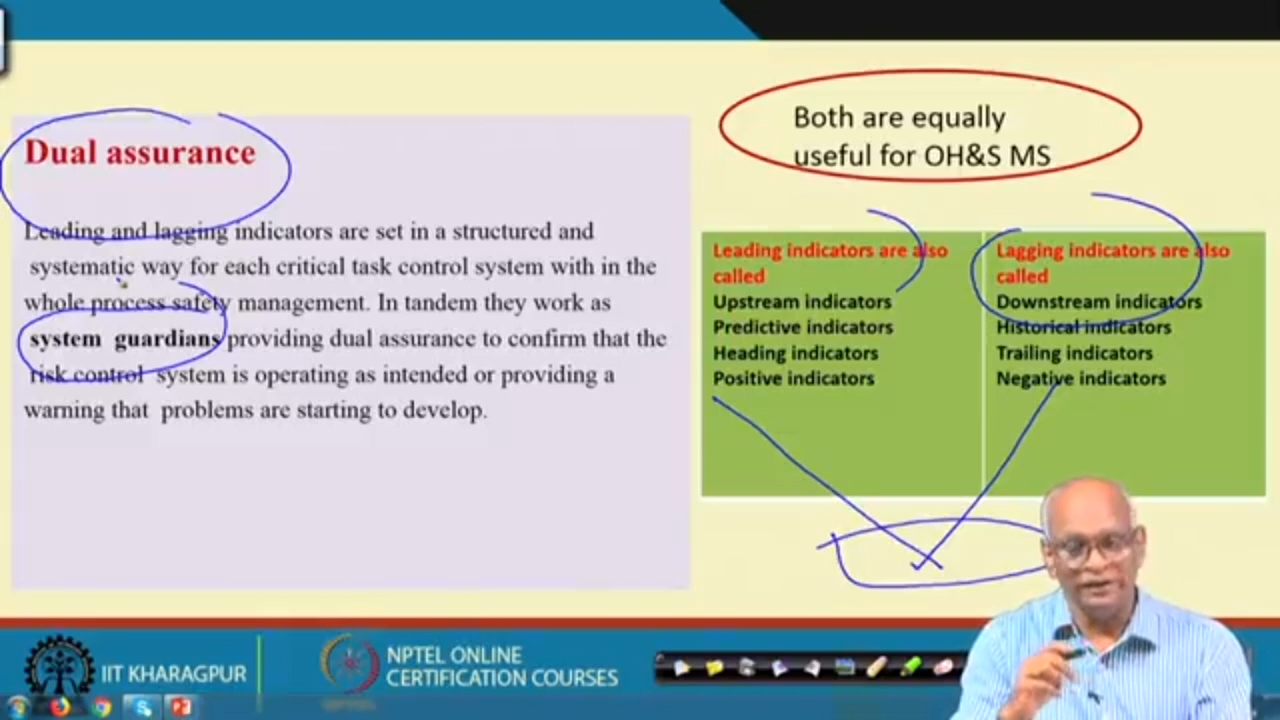 Dual assurance
Leading and lagging indicators are set in a structured and
systematic way for each critical task control system with in the
whole process safety management. In tandem they work as
system guardians providing dual assurance to confirm that the
risk control system is operating as intended or providing a
warning that problems are starting to develop.
Both are equally
useful for OH&S MS
Leading indicators are also
called
Upstream indicators
Predictive indicators
Heading indicators
Positive indicators
Lagging indicators are also
called
Downstream indicators
Historical indicators
Trailing indicators
Negative indicators
IIT KHARAGPUR
NPTEL ONLINE
CERTIFICATION COURSES